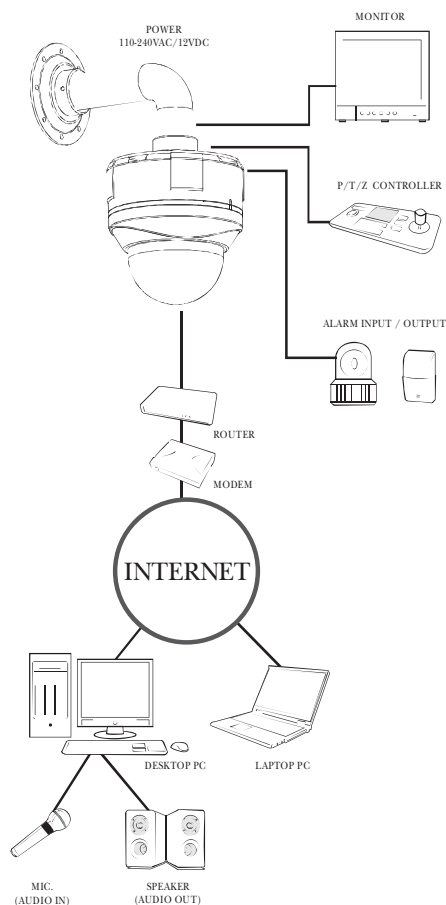 POWER
110-240VAC/12VDC
MONITOR
P/T/Z CONTROLLER
ALARM INPUT / OUTPUT
ROUTER
MODEM
INTERNET
DESKTOP PC
LAPTOP PC
MIC.
(AUDIO IN)
SPEAKER
(AUDIO OUT)